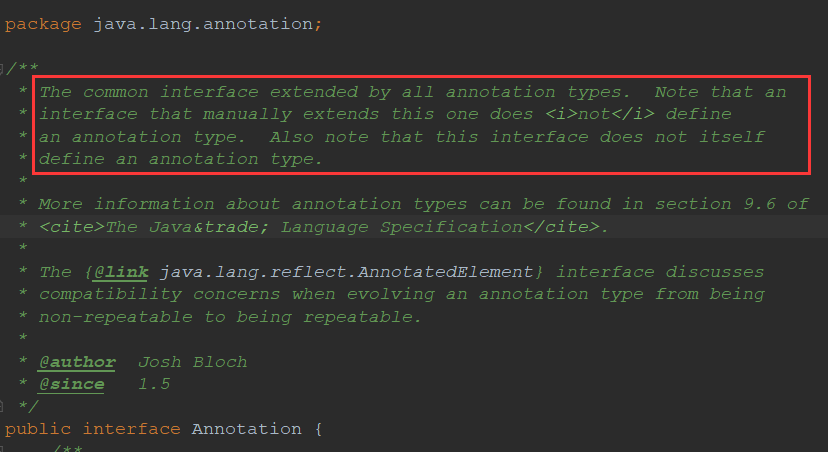 package java.lang.annotation;
/**
* The common interface extended by all annotation types.  Note that an
* interface that manually extends this one does <i>not</i> define
* an annotation type.  Also note that this interface does not itself
* define an annotation type.
*
* More information about annotation types can be found in section 9.6 of
* <cite>The Java&trade; Language Specification</cite>.
*
* The {@link java.lang.reflect.AnnotatedElement} interface discusses
* compatibility concerns when evolving an annotation type from being
* non-repeatable to being repeatable.
*
* @author  Josh Bloch
* @since   1.5
*/
public interface Annotation {
/**